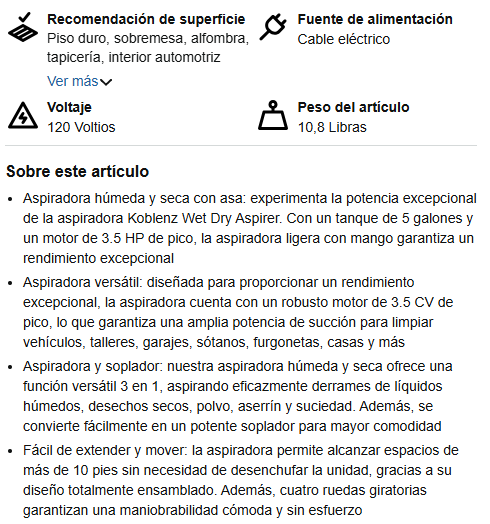 Recomendación de superficie
Piso duro, sobremesa, alfombra,
tapicería, interior automotriz
Ver más
Fuente de alimentación
Cable eléctrico
Voltaje
120 Voltios
Peso del artículo
10,8 Libras
Sobre este artículo
• Aspiradora húmeda y seca con asa: experimenta la potencia excepcional
de la aspiradora Koblenz Wet Dry Aspirer. Con un tanque de 5 galones y
un motor de 3.5 HP de pico, la aspiradora ligera con mango garantiza un
rendimiento excepcional
• Aspiradora versátil: diseñada para proporcionar un rendimiento
excepcional, la aspiradora cuenta con un robusto motor de 3.5 CV de
pico, lo que garantiza una amplia potencia de succión para limpiar
vehículos, talleres, garajes, sótanos, furgonetas, casas y más
• Aspiradora y soplador: nuestra aspiradora húmeda y seca ofrece una
función versátil 3 en 1, aspirando eficazmente derrames de líquidos
húmedos, desechos secos, polvo, aserrín y suciedad. Además, se
convierte fácilmente en un potente soplador para mayor comodidad
• Fácil de extender y mover: la aspiradora permite alcanzar espacios de
más de 10 pies sin necesidad de desenchufar la unidad, gracias a su
diseño totalmente ensamblado. Además, cuatro ruedas giratorias
garantizan una maniobrabilidad cómoda y sin esfuerzo